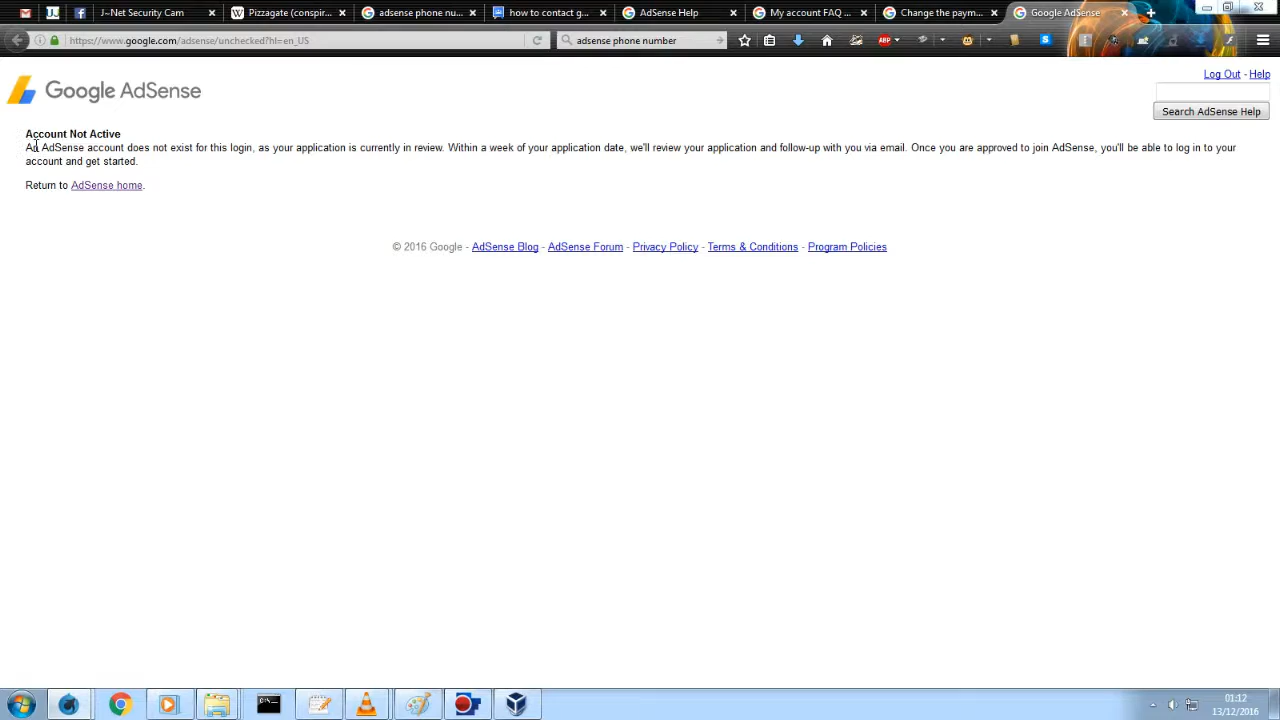 J~Net Security Cam
Pizzagate (conspir...
adsense phone nu...
how to contact g...
AdSense Help
My account FAQ ...
Change the paym...
Google AdSense
https://www.google.com/adsense/unchecked?hl=en_US
adsense phone number
ABP
Log Out - Help
Google AdSense
Search AdSense Help
Account Not Active
An AdSense account does not exist for this login, as your application is currently in review. Within a week of your application date, we'll review your application and follow-up with you via email. Once you are approved to join AdSense, you'll be able to log in to your
account and get started.
Return to AdSense home.
© 2016 Google - AdSense Blog - AdSense Forum - Privacy Policy - Terms & Conditions - Program Policies
01:12
13/12/2016